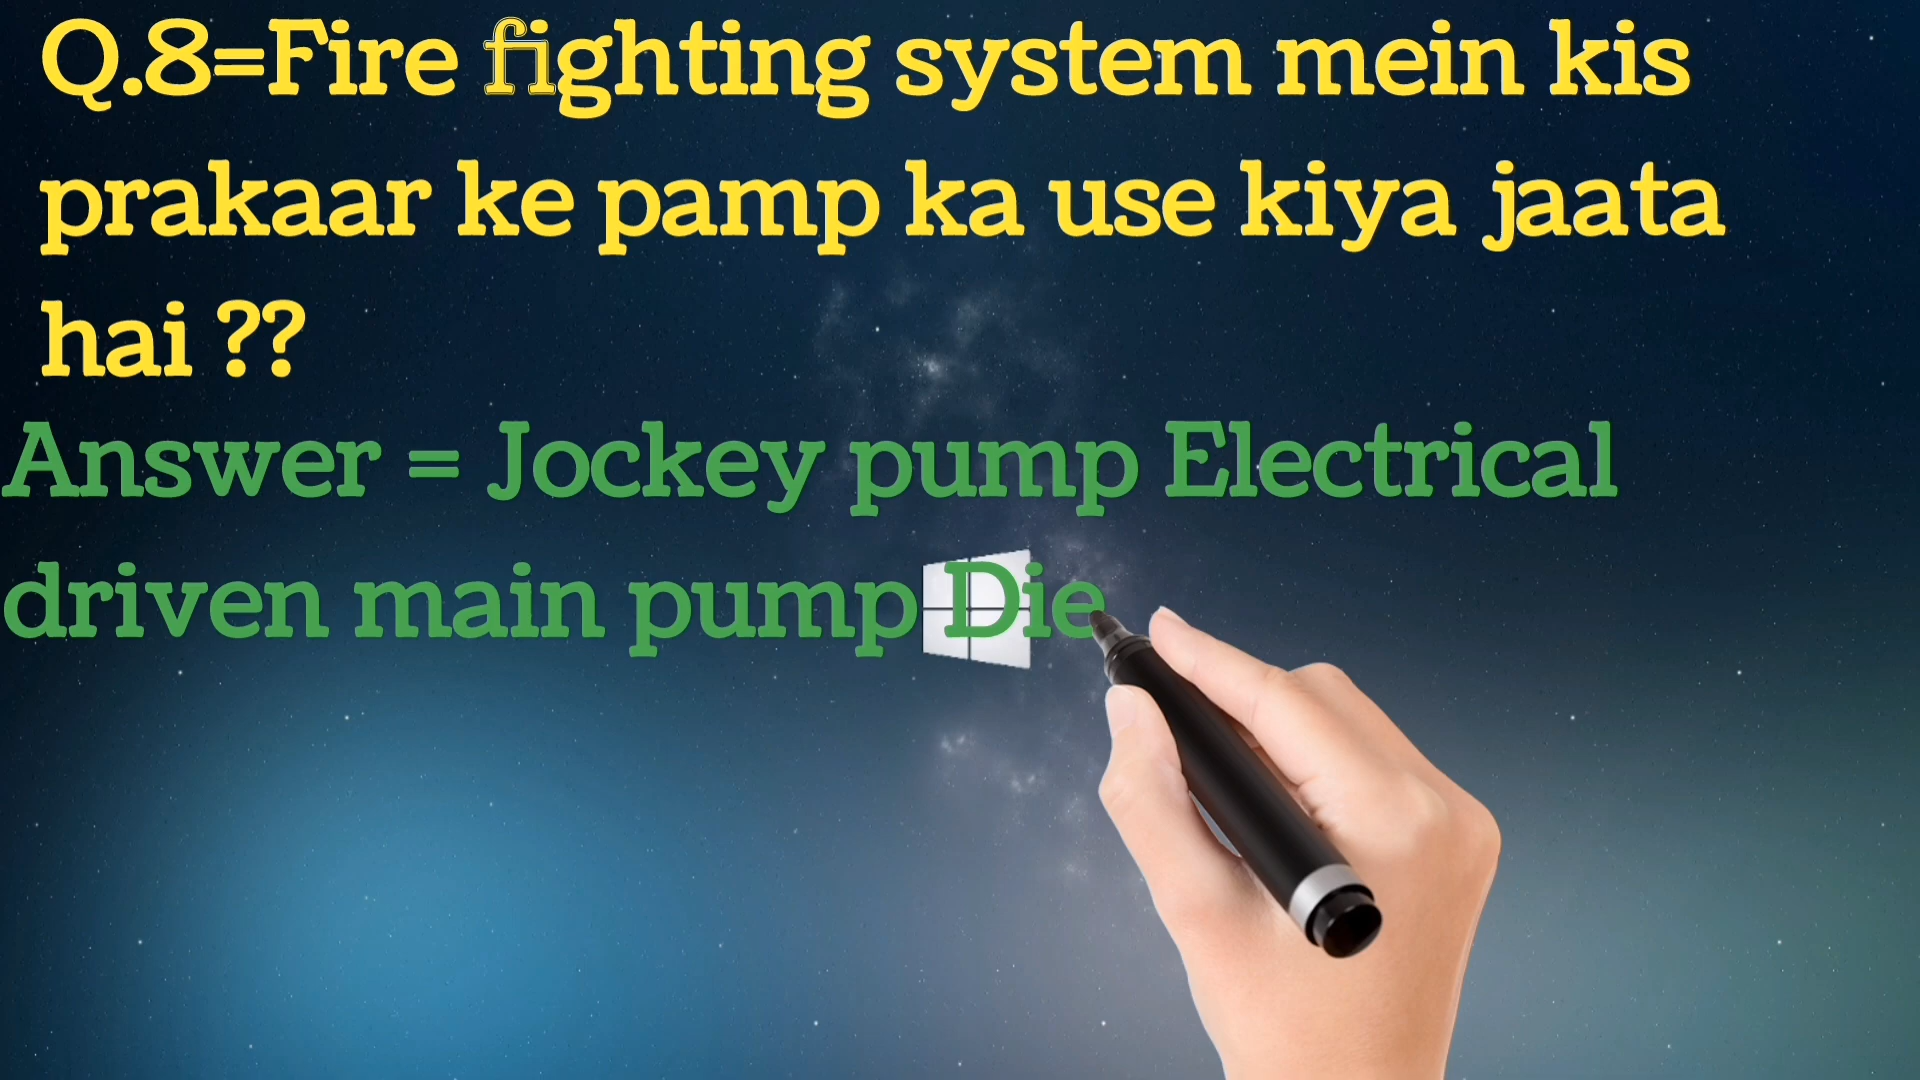 Q.8=Fire fighting system mein kis
prakaar ke pamp ka use kiya jaata
hai ??
Answer = Jockey pump Electrical
driven main pump Die